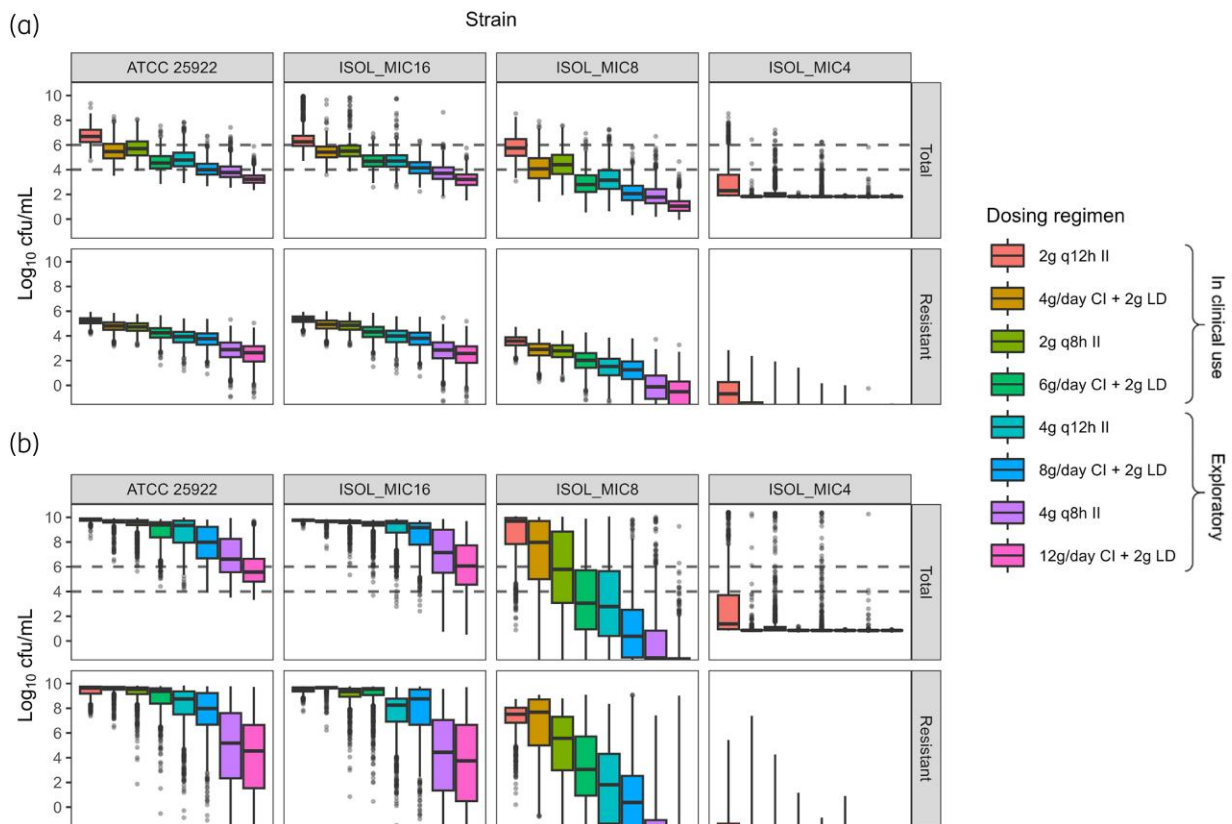 (a)
Strain
ATCC 25922 ISOL_MIC16 ISOL_MIC8 ISOL_MIC4
10
8
6
4
2
0
Total
10
8
6
4
2
0
Resistant
Log₁₀ cfu/mL
(b)
ATCC 25922 ISOL_MIC16 ISOL_MIC8 ISOL_MIC4
10
8
6
4
2
0
Total
10
8
6
4
2
0
Resistant
Log₁₀ cfu/mL
Dosing regimen
2g q12h II
4g/day CI + 2g LD
2g q8h II
6g/day CI + 2g LD
4g q12h II
8g/day CI + 2g LD
4g q8h II
12g/day CI + 2g LD
In clinical use
Exploratory